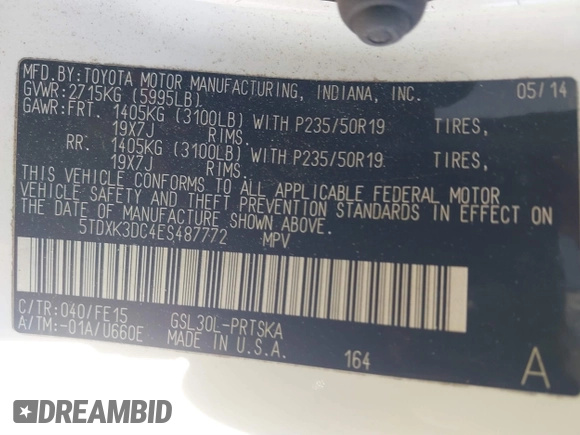 MFD.BY:TOYOTA MOTOR MANUFACTURING, INDIANA, INC. 05/14
GVWR:2715KG (5995LB)
GAWR:FRT. 1405KG (3100LB) WITH P235/50R19 TIRES,
19X7J RIMS.
RR. 1405KG (3100LB) WITH P235/50R19 TIRES,
19X7J RIMS.
THIS VEHICLE CONFORMS TO ALL APPLICABLE FEDERAL MOTOR
VEHICLE SAFETY AND THEFT PREVENTION STANDARDS IN EFFECT ON
THE DATE OF MANUFACTURE SHOWN ABOVE.
5TDXK3DC4ES487772 MPV
C/TR:040/FE15 GSL30L-PRTSKA
A/TM:-01A/U660E MADE IN U.S.A. 164 A
DREAMBID